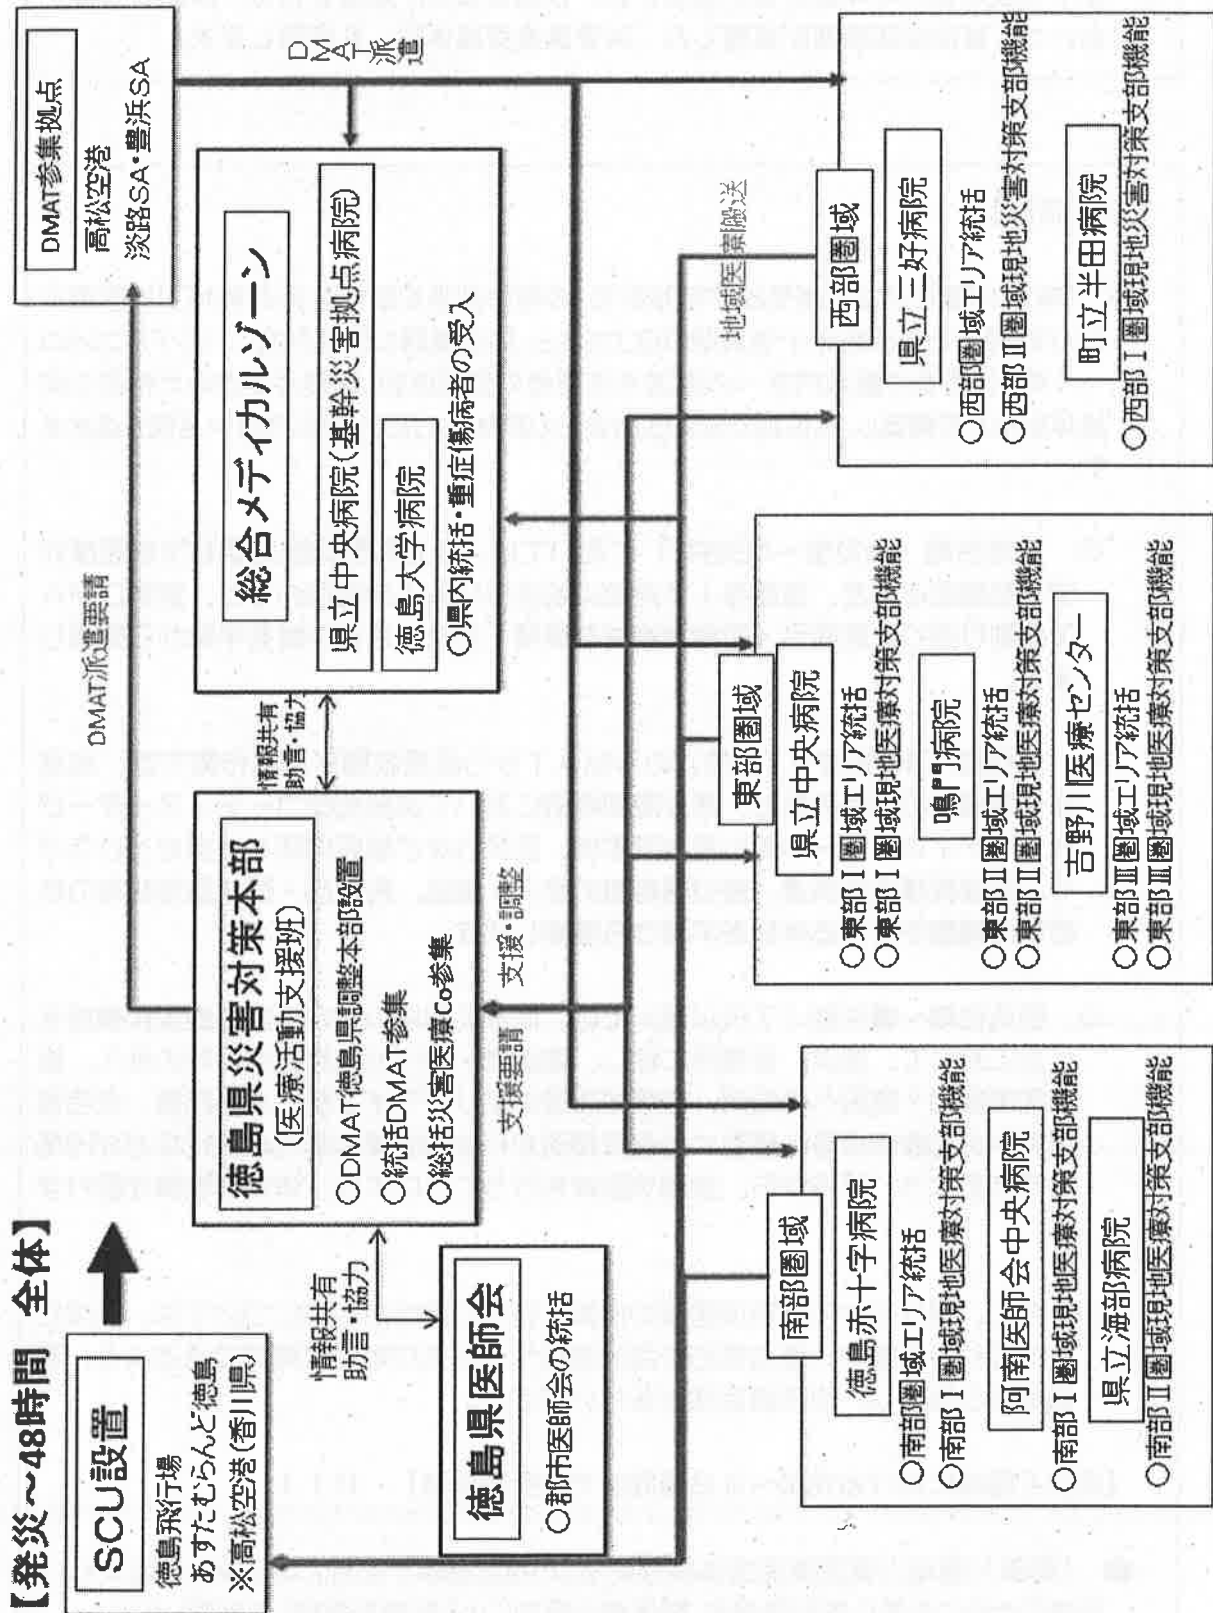 【発災～48時間 全体】
SCU設置
徳島飛行場
あすたむらんど徳島
※高松空港(香川県)
DMAT派遣要請
DMAT参集拠点
高松空港
淡路SA・豊浜SA
DMAT派遣
徳島県災害対策本部
(医療活動支援班)
○DMAT徳島県調整本部設置
○統括DMAT参集
○総括災害医療Co参集
情報共有
助言・協力
総合メディカルゾーン
県立中央病院(基幹災害拠点病院)
徳島大学病院
○県内統括・重症傷病者の受入
情報共有
助言・協力
徳島県医師会
○郡市医師会の統括
支援要請
支援・調整
地域医療搬送
南部圏域
徳島赤十字病院
○南部圏域エリア統括
○南部Ⅰ圏域現地医療対策支部機能
阿南医師会中央病院
○南部Ⅰ圏域現地医療対策支部機能
県立海部病院
○南部Ⅱ圏域現地医療対策支部機能
東部圏域
県立中央病院
○東部Ⅰ圏域エリア統括
○東部Ⅰ圏域現地医療対策支部機能
鳴門病院
○東部Ⅱ圏域エリア統括
○東部Ⅱ圏域現地医療対策支部機能
吉野川医療センター
○東部Ⅲ圏域エリア統括
○東部Ⅲ圏域現地医療対策支部機能
西部圏域
県立三好病院
○西部圏域エリア統括
○西部Ⅱ圏域現地災害対策支部機能
町立半田病院
○西部Ⅰ圏域現地災害対策支部機能